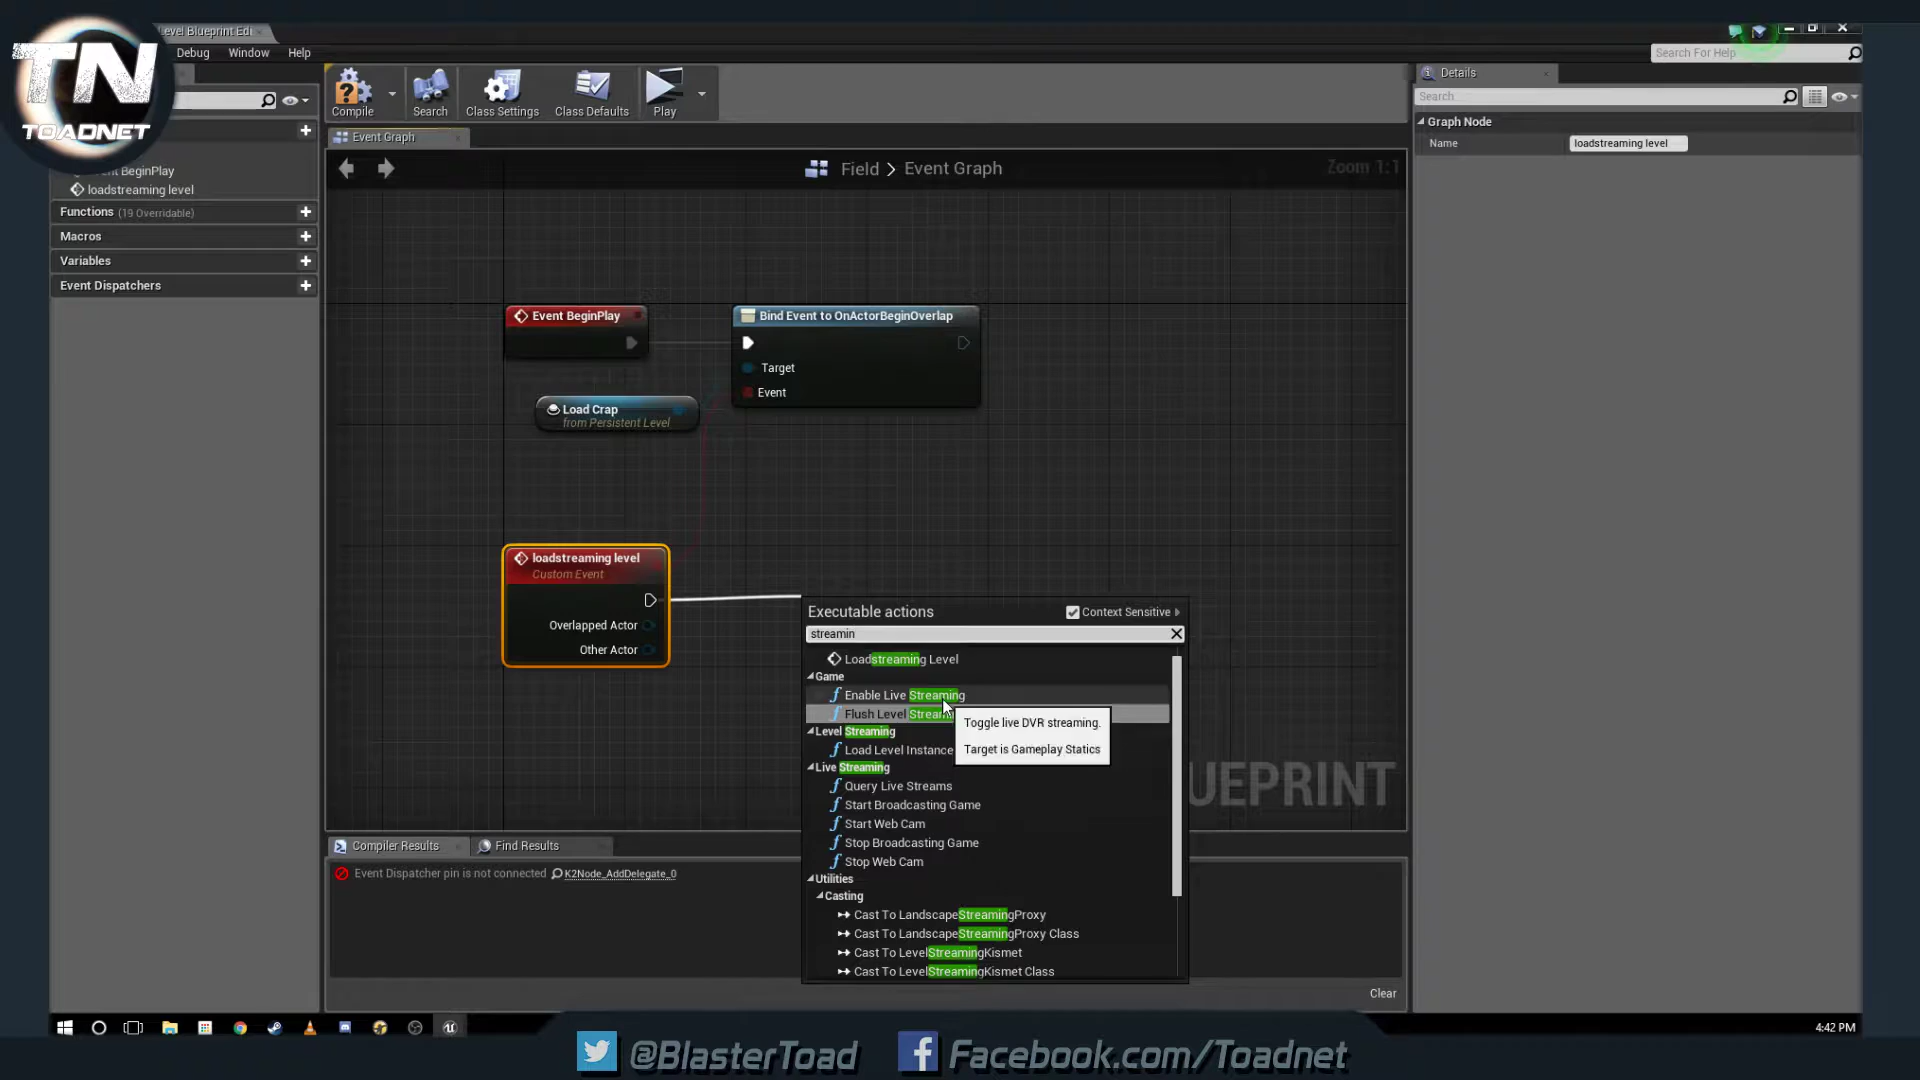 TN
TOADNET
Level Blueprint Edi
Debug
Window
Help
Search For Help
Compile
Search
Class Settings
Class Defaults
Play
Details
Search
Graph Node
Name
loadstreaming level
Event Graph
Field > Event Graph
Zoom 1:1
BeginPlay
loadstreaming level
Functions (19 Overridable)
Macros
Variables
Event Dispatchers
Event BeginPlay
Bind Event to OnActorBeginOverlap
Target
Event
Load Crap
from Persistent Level
loadstreaming level
Custom Event
Overlapped Actor
Other Actor
Executable actions
Context Sensitive
streamin
Loadstreaming Level
Game
Enable Live Streaming
Flush Level Streami
Toggle live DVR streaming.
Target is Gameplay Statics
Level Streaming
Load Level Instance
Live Streaming
Query Live Streams
Start Broadcasting Game
Start Web Cam
Stop Broadcasting Game
Stop Web Cam
Utilities
Casting
Cast To LandscapeStreamingProxy
Cast To LandscapeStreamingProxy Class
Cast To LevelStreamingKismet
Cast To LevelStreamingKismet Class
UEPRINT
Compiler Results
Find Results
Event Dispatcher pin is not connected K2Node_AddDelegate_0
Clear
4:42 PM
@BlasterToad
Facebook.com/Toadnet